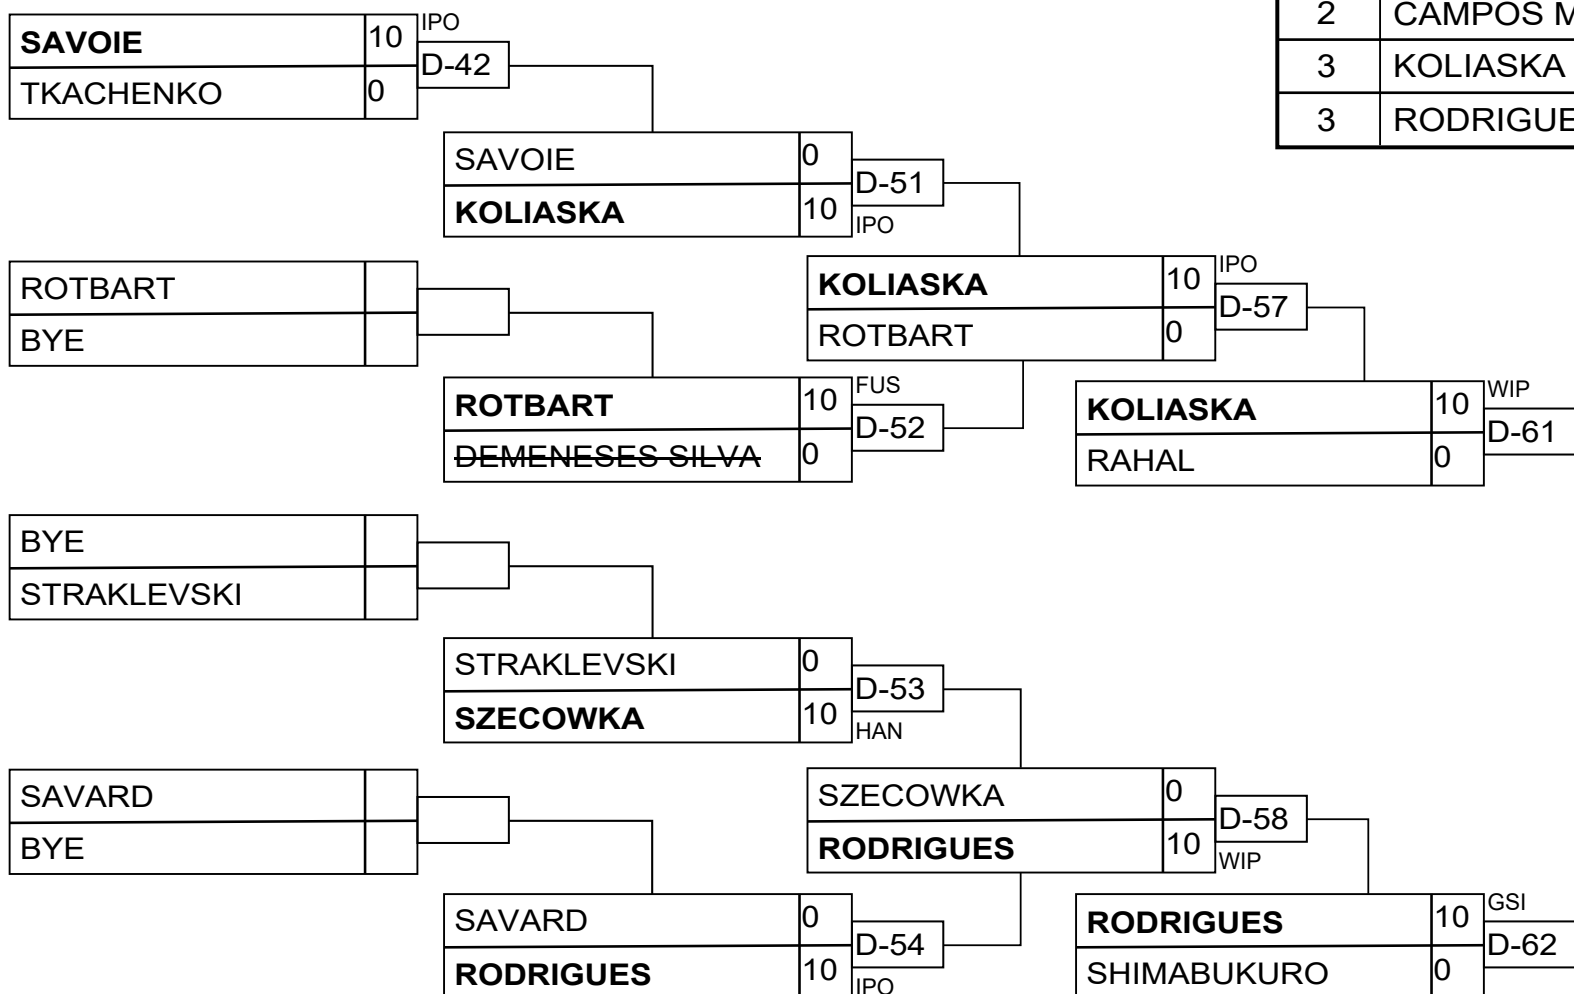 2 CAMPOS M
3 KOLIASKA
3 RODRIGUE
SAVOIE 10 IPO
D-42
TKACHENKO 0
SAVOIE 0
D-51
KOLIASKA 10 IPO
ROTBART
BYE
KOLIASKA 10 IPO
D-57
ROTBART 0
ROTBART 10 FUS
D-52
DEMENESES SILVA 0
KOLIASKA 10 WIP
D-61
RAHAL 0
BYE
STRAKLEVSKI
STRAKLEVSKI 0
D-53
SZECOWKA 10 HAN
SAVARD
BYE
SZECOWKA 0
D-58
RODRIGUES 10 WIP
SAVARD 0
D-54
RODRIGUES 10 IPO
RODRIGUES 10 GSI
D-62
SHIMABUKURO 0